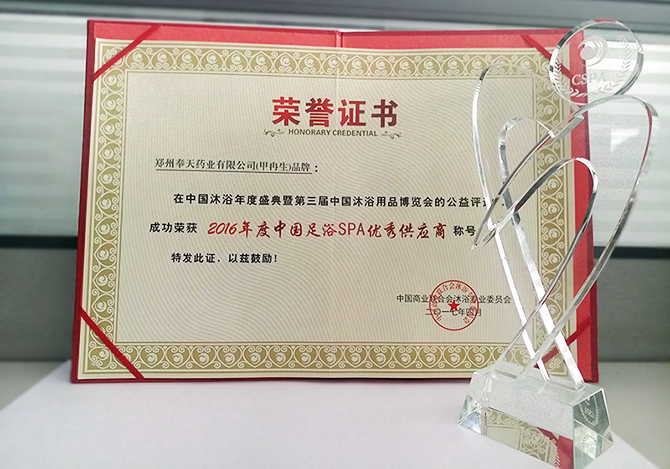 荣誉证书
HONORARY CREDENTIAL
郑州奉天药业有限公司(甲冉生)品牌：
在中国沐浴年度盛典暨第三届中国沐浴用品博览会的公益评选
成功荣获 2016年度中国足浴SPA优秀供应商 称号
特发此证，以兹鼓励！
中国商业联合会沐浴专业委员会
二〇一七年四月
CSPA